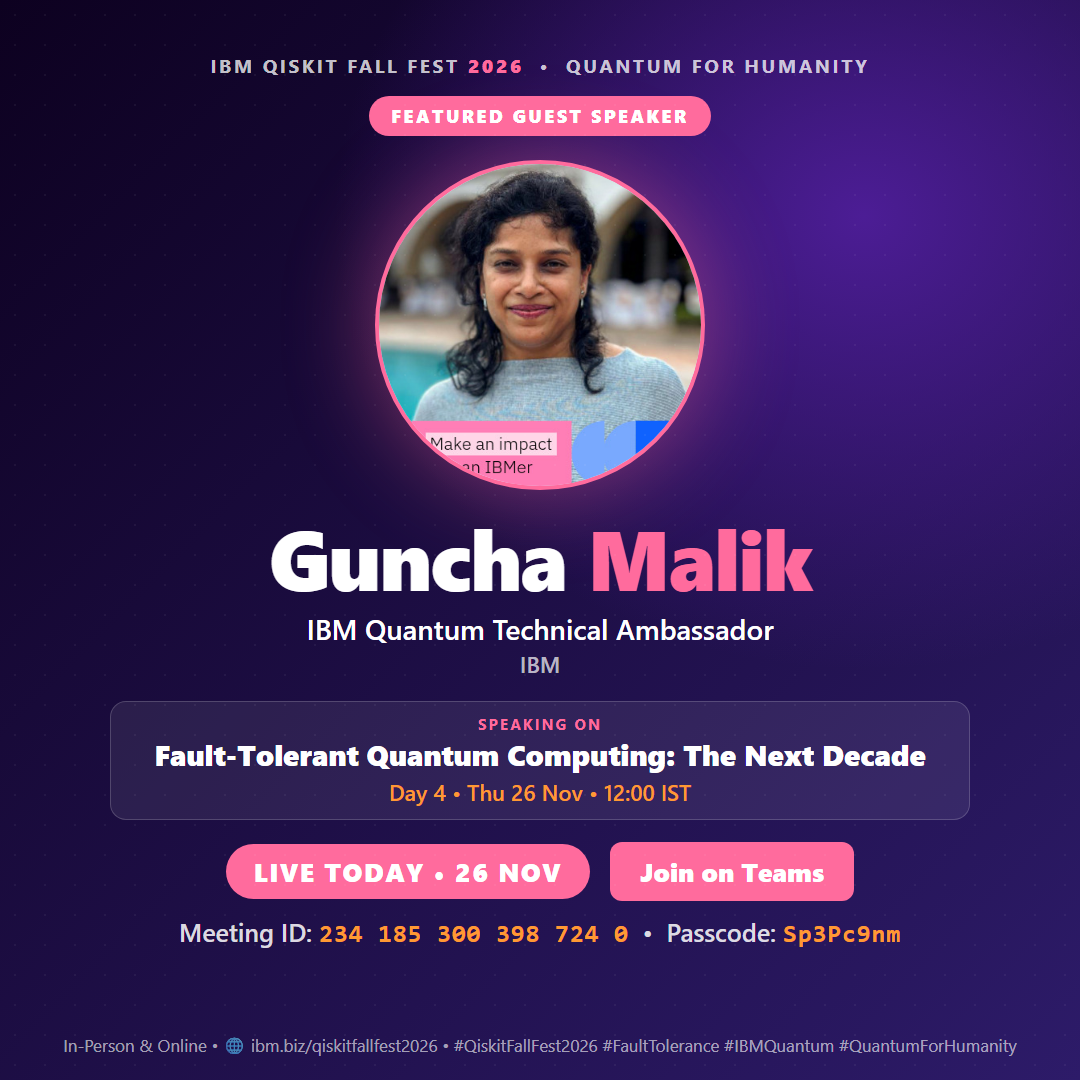 IBM QISKIT FALL FEST 2026 • QUANTUM FOR HUMANITY
FEATURED GUEST SPEAKER
Make an impact
an IBMer
Guncha Malik
IBM Quantum Technical Ambassador
IBM
SPEAKING ON
Fault-Tolerant Quantum Computing: The Next Decade
Day 4 • Thu 26 Nov • 12:00 IST
LIVE TODAY • 26 NOV
Join on Teams
Meeting ID: 234 185 300 398 724 0 • Passcode: Sp3Pc9nm
In-Person & Online • 🌐 ibm.biz/qiskitfallfest2026 • #QiskitFallFest2026 #FaultTolerance #IBMQuantum #QuantumForHumanity